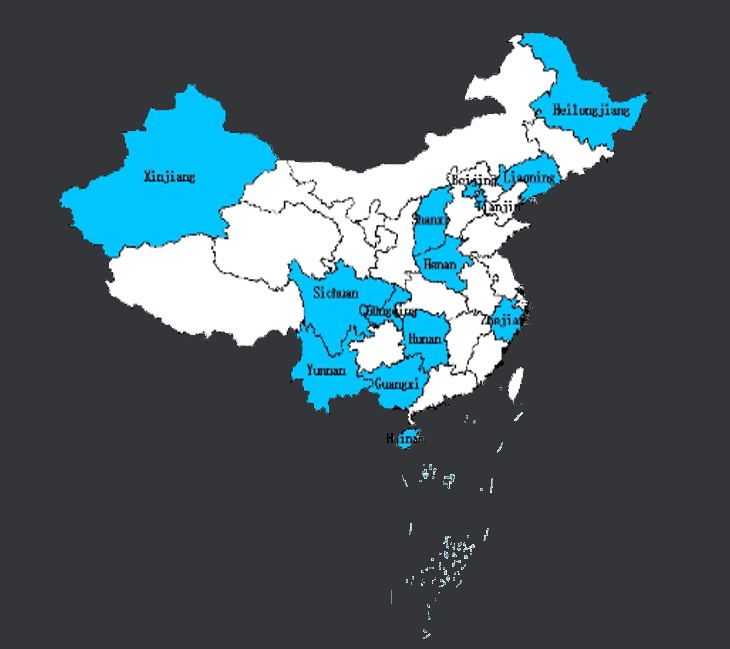 Heilongjiang
Xinjiang
Beijing
Liaoning
Tianjin
Shanxi
Henan
Sichuan
Chongqing
Zhejiang
Hunan
Yunnan
Guangxi
Hainan